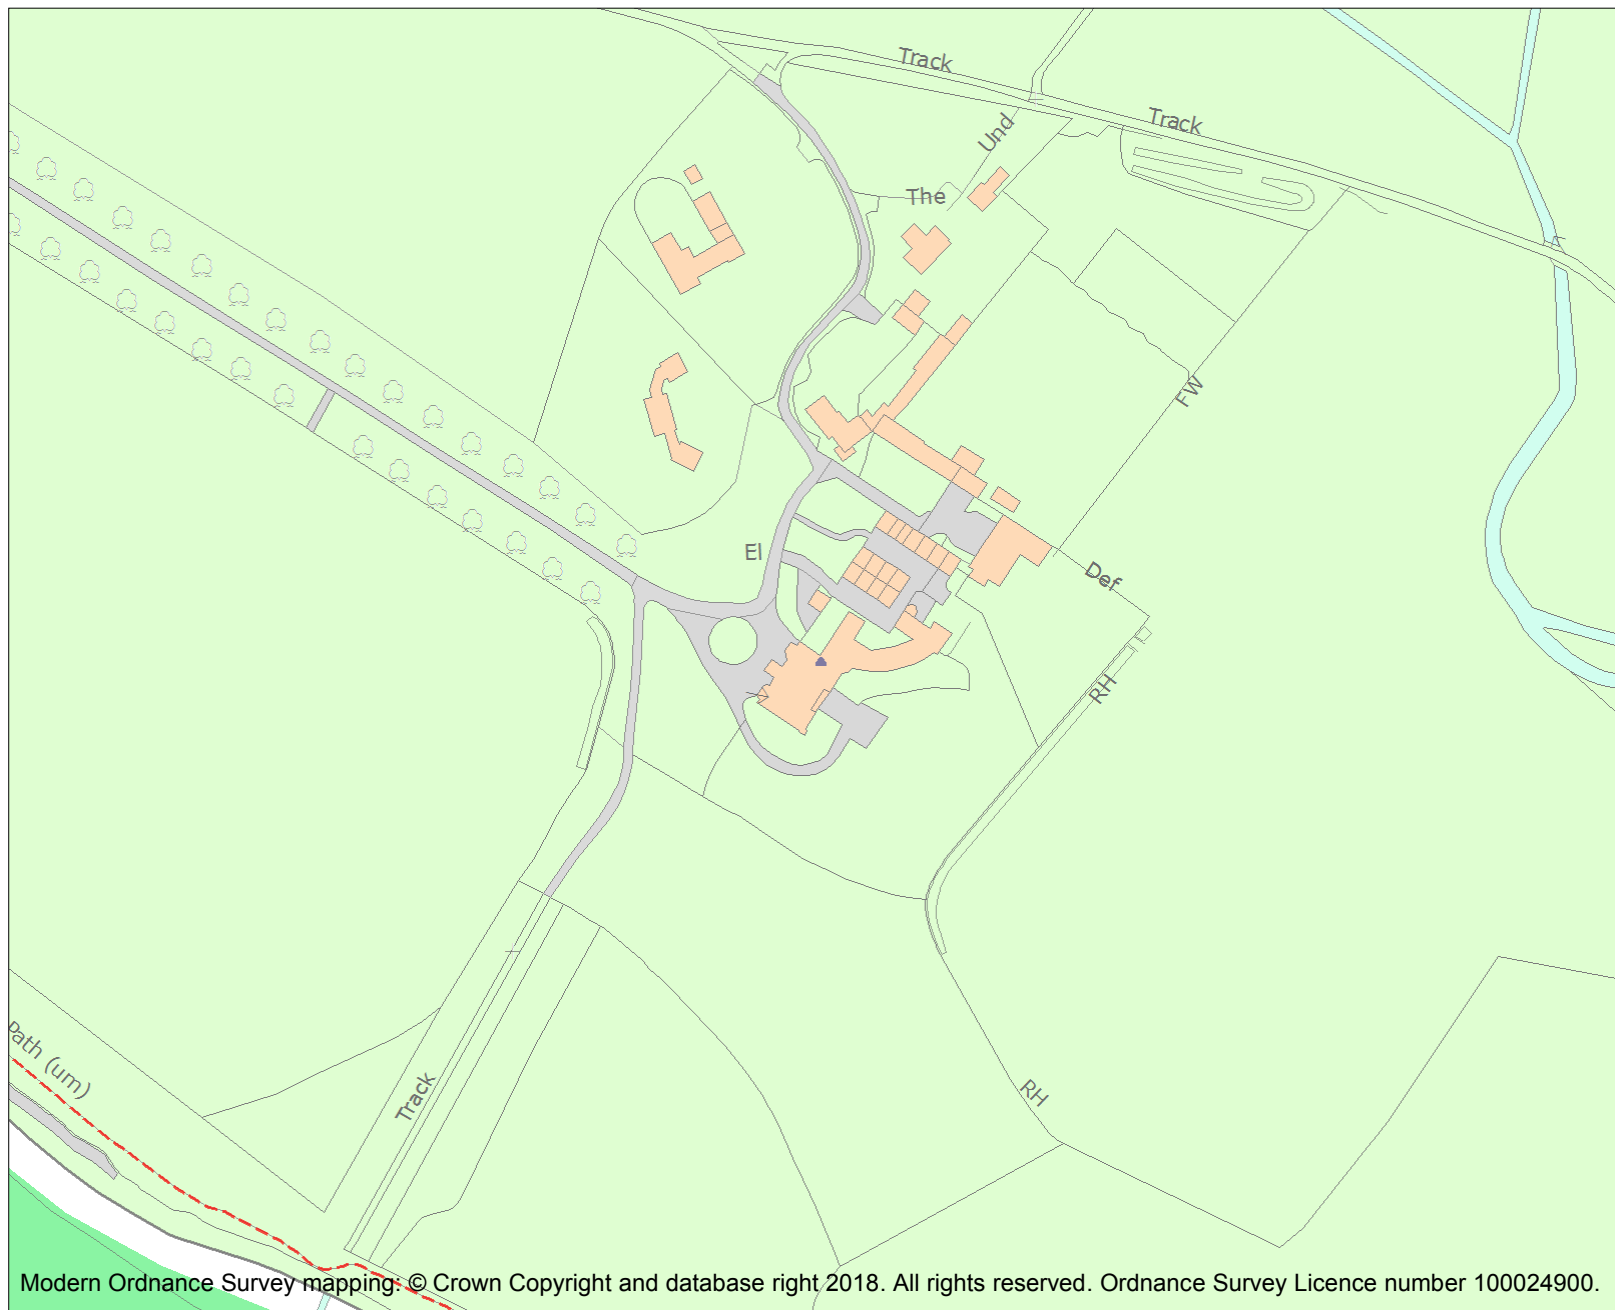 Track
Track
Und
The
FW
El
Def
RH
Path (um)
Track
RH
Modern Ordnance Survey mapping: © Crown Copyright and database right 2018. All rights reserved. Ordnance Survey Licence number 100024900.